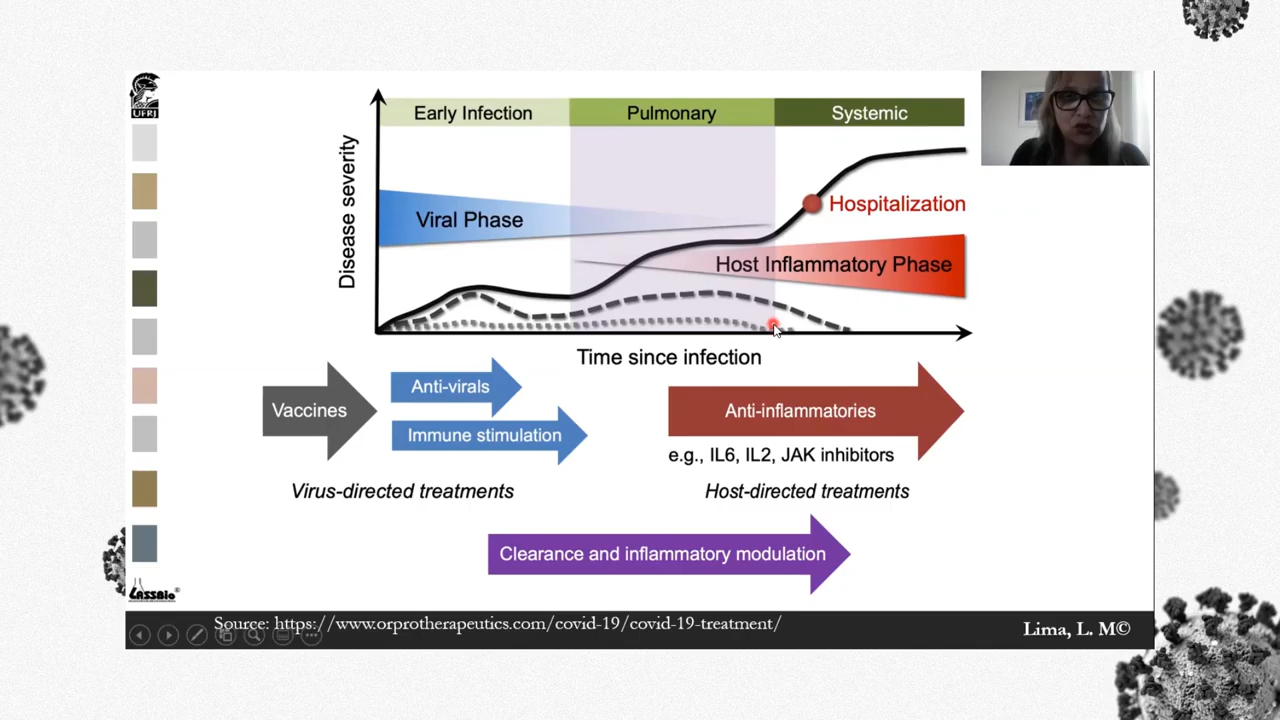 UFRJ
Early Infection
Pulmonary
Systemic
Disease severity
Viral Phase
Hospitalization
Host Inflammatory Phase
Time since infection
Vaccines
Anti-virals
Immune stimulation
Anti-inflammatories
e.g., IL6, IL2, JAK inhibitors
Virus-directed treatments
Host-directed treatments
Clearance and inflammatory modulation
LASSBio©
Source: https://www.orprotherapeutics.com/covid-19/covid-19-treatment/
Lima, L. M©